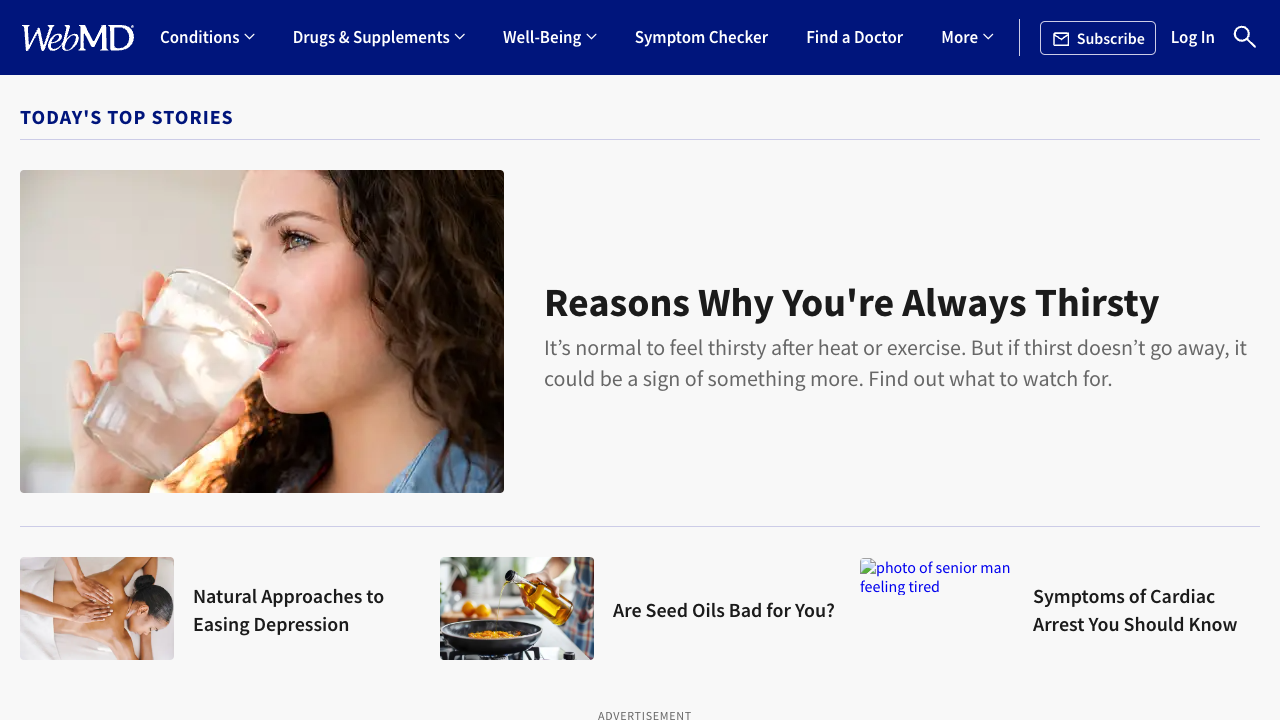 WebMD
Conditions
Drugs & Supplements
Well-Being
Symptom Checker
Find a Doctor
More
Subscribe
Log In
TODAY'S TOP STORIES
Reasons Why You're Always Thirsty
It’s normal to feel thirsty after heat or exercise. But if thirst doesn’t go away, it
could be a sign of something more. Find out what to watch for.
Natural Approaches to
Easing Depression
Are Seed Oils Bad for You?
photo of senior man
feeling tired
Symptoms of Cardiac
Arrest You Should Know
ADVERTISEMENT